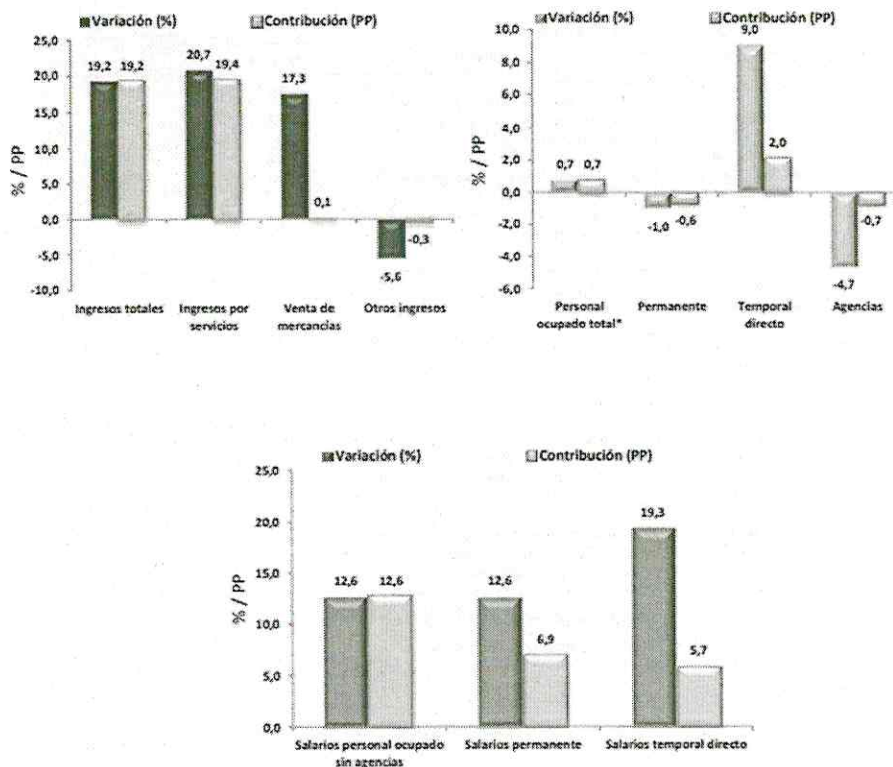 Variación (%) Contribución (PP)
25,0
20,0
15,0
10,0
5,0
0,0
-5,0
-10,0
% / PP
19,2 19,2
20,7
19,4
17,3
0,1
-5,6
-0,3
Ingresos totales
Ingresos por
servicios
Venta de
mercancías
Otros ingresos
Variación (%) Contribución (PP)
10,0
8,0
6,0
4,0
2,0
0,0
-2,0
-4,0
-6,0
% / PP
0,7 0,7
-1,0 -0,6
9,0
2,0
-4,7
-0,7
Personal
ocupado total*
Permanente
Temporal
directo
Agencias
Variación (%) Contribución (PP)
25,0
20,0
15,0
10,0
5,0
0,0
% / PP
12,6 12,6
12,6
6,9
19,3
5,7
Salarios personal ocupado
sin agencias
Salarios permanente
Salarios temporal directo